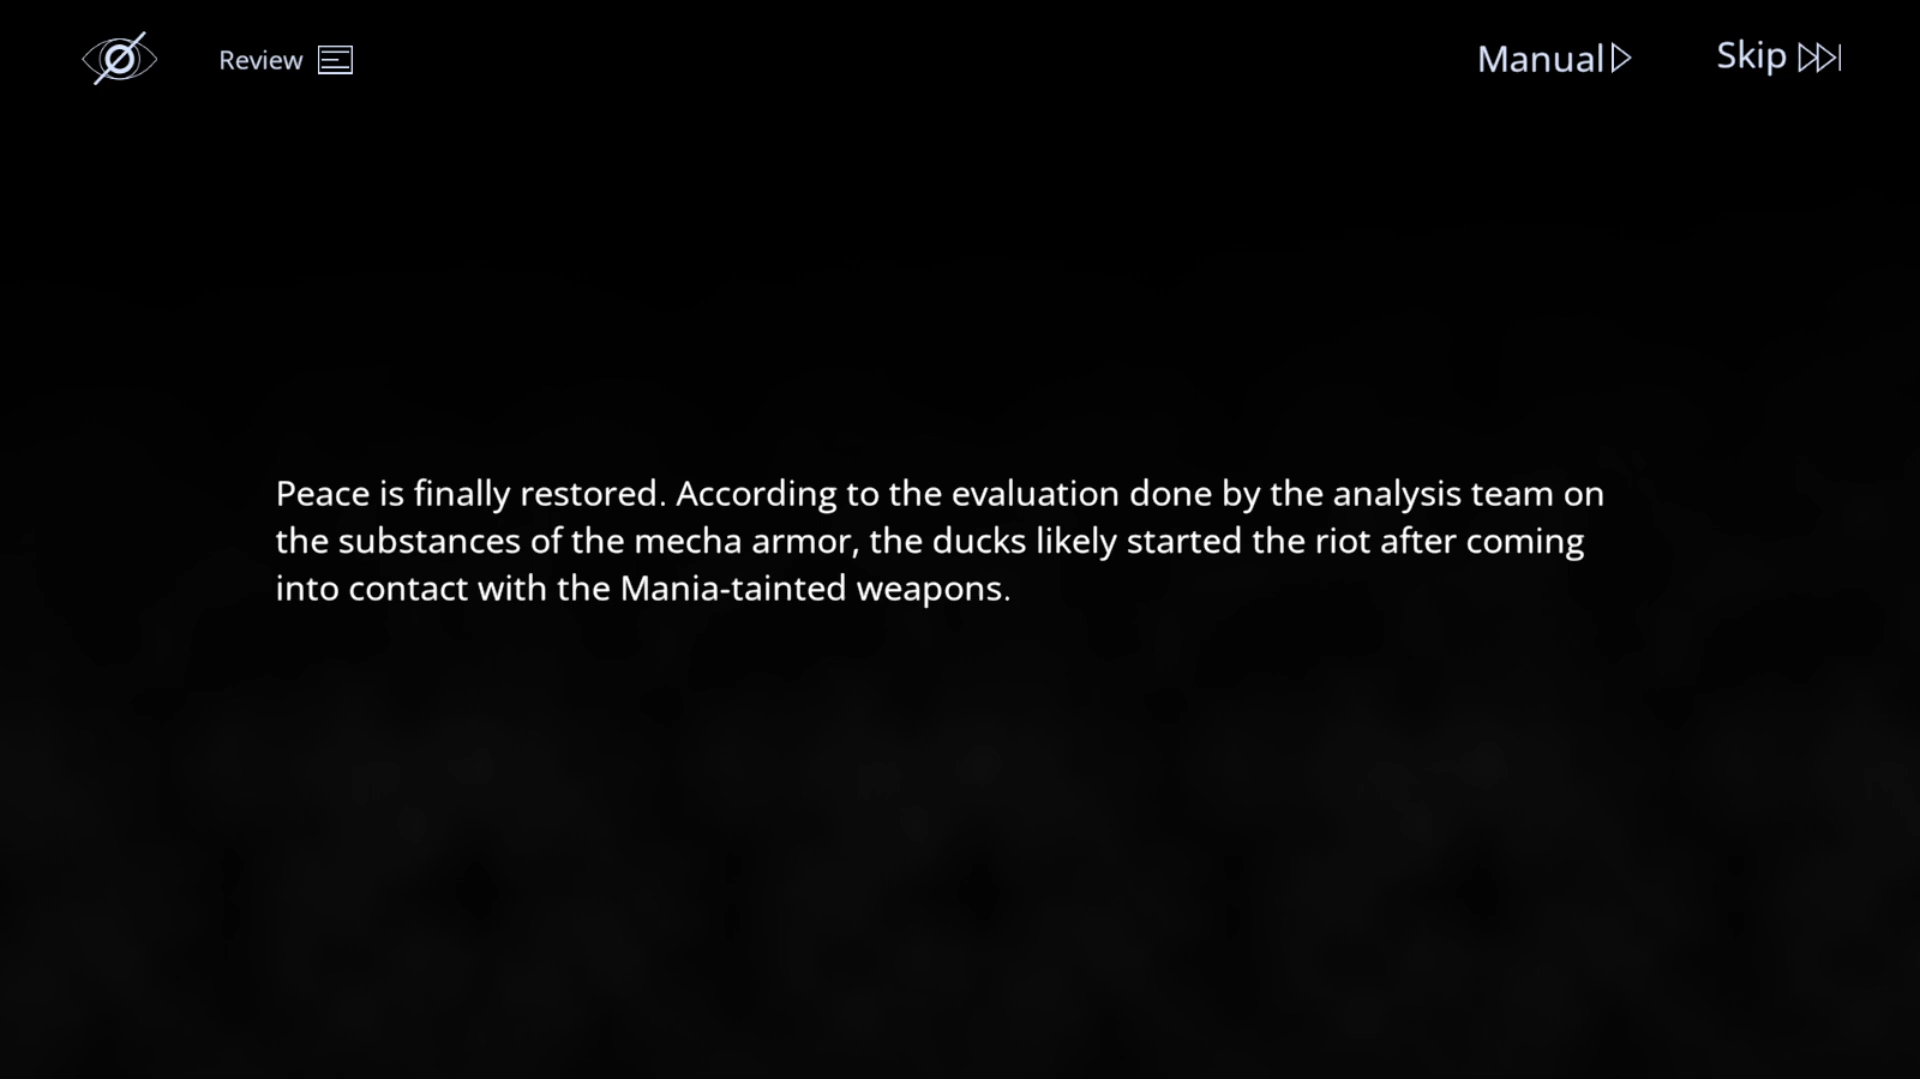 Review
Manual
Skip
Peace is finally restored. According to the evaluation done by the analysis team on
the substances of the mecha armor, the ducks likely started the riot after coming
into contact with the Mania-tainted weapons.